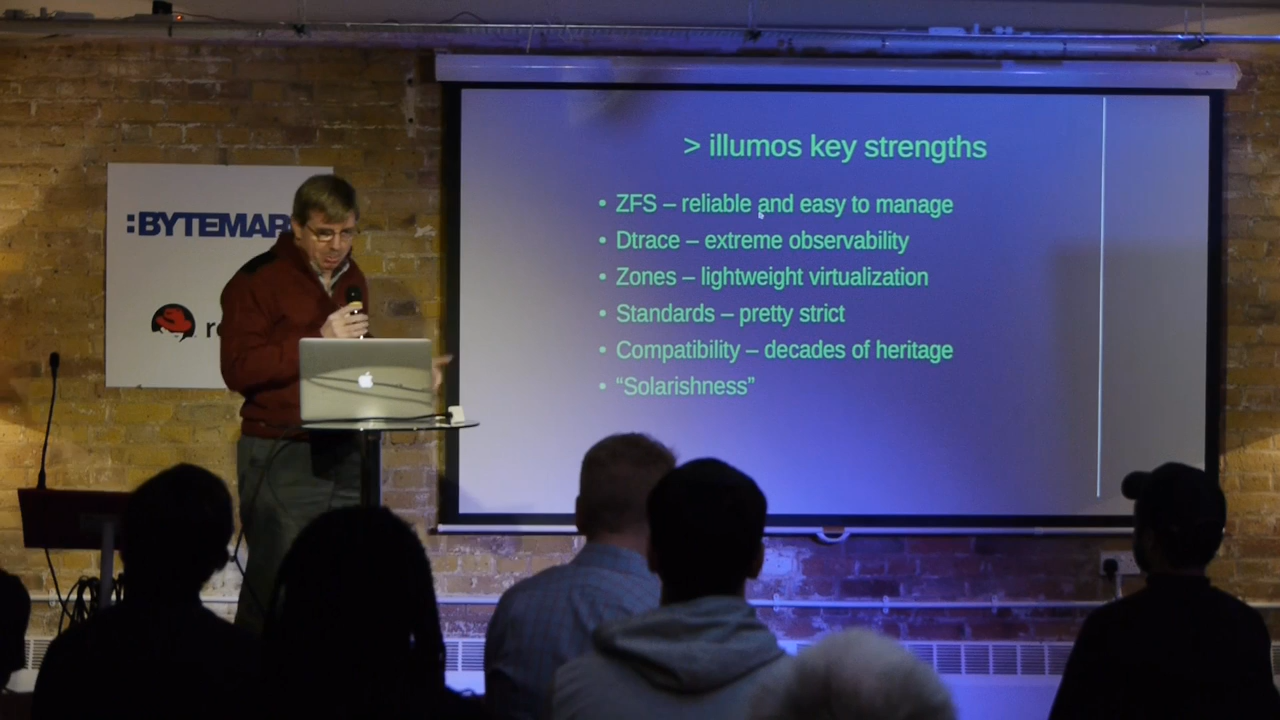 > illumos key strengths
• ZFS – reliable and easy to manage
• Dtrace – extreme observability
• Zones – lightweight virtualization
• Standards – pretty strict
• Compatibility – decades of heritage
• “Solarishness”
:BYTEMAR
r